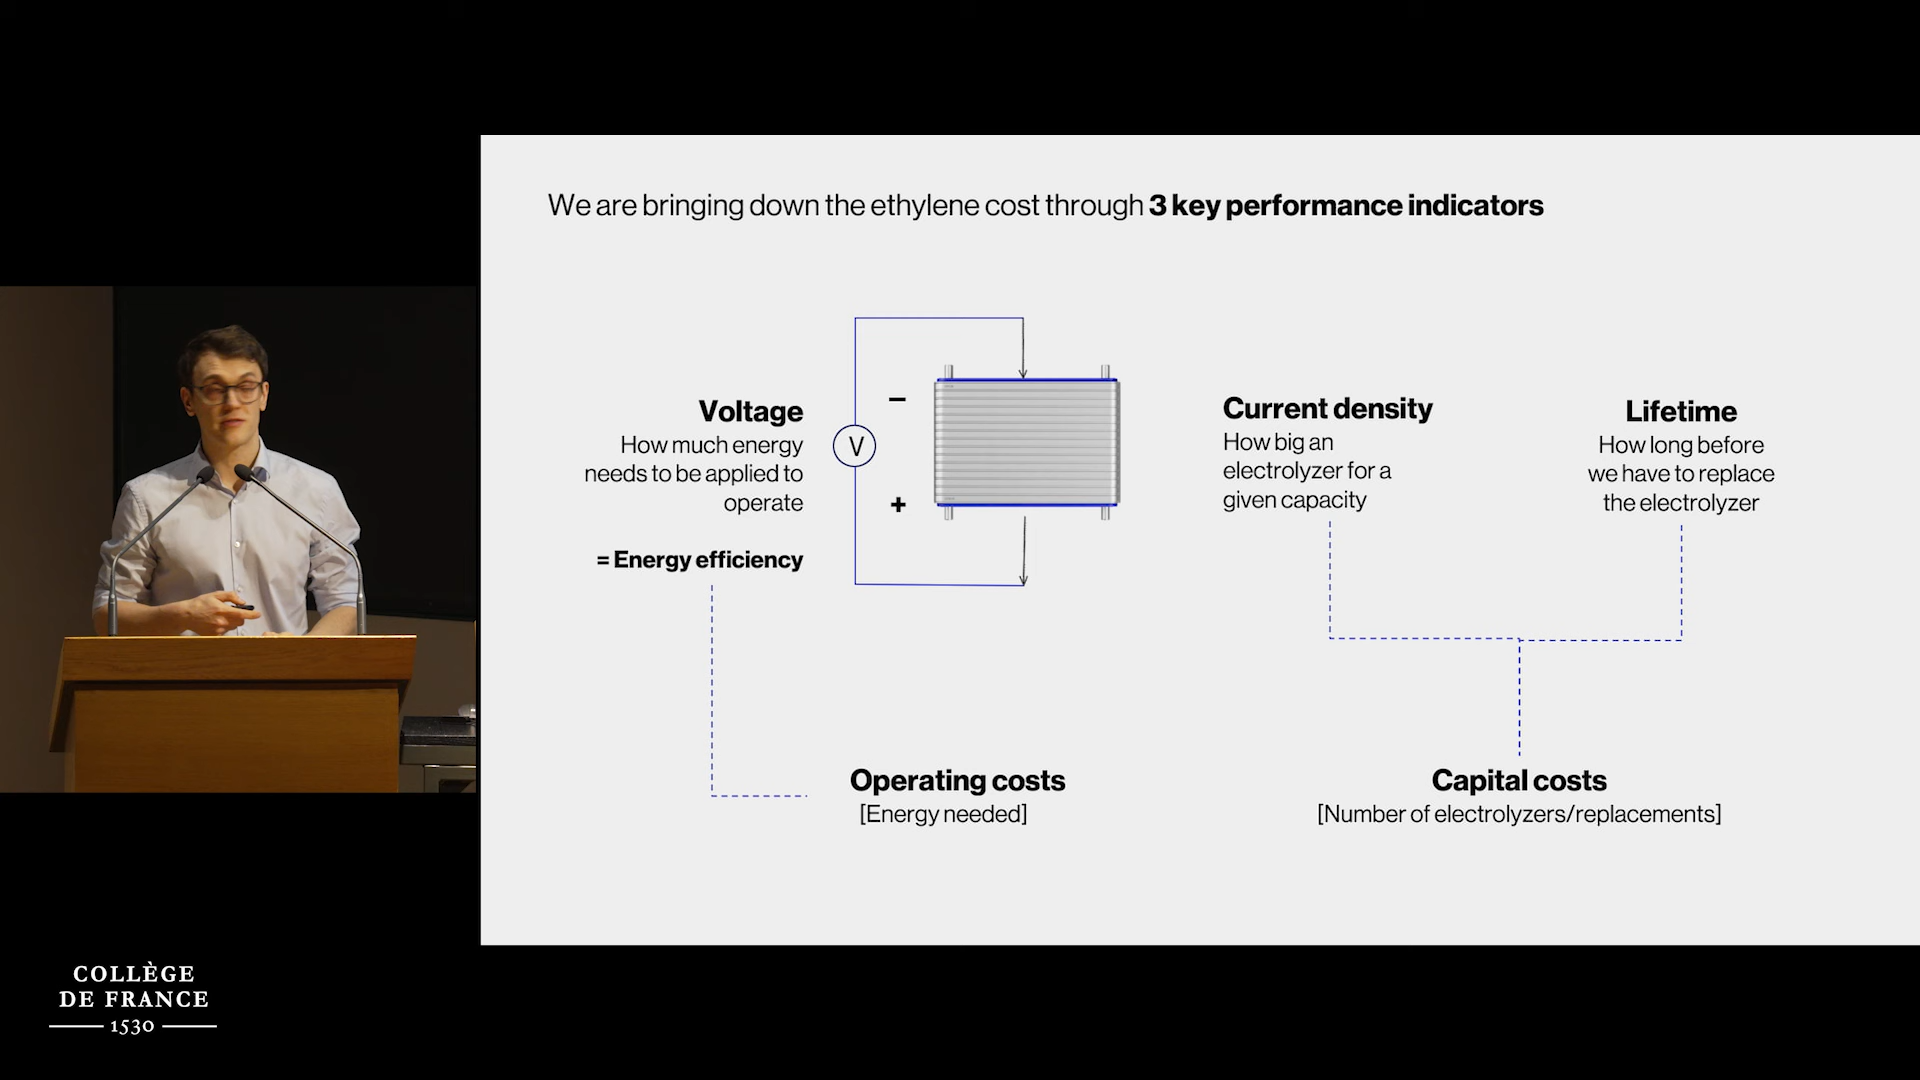 We are bringing down the ethylene cost through 3 key performance indicators
Voltage
How much energy
needs to be applied to
operate
= Energy efficiency
V
–
+
Current density
How big an
electrolyzer for a
given capacity
Lifetime
How long before
we have to replace
the electrolyzer
Operating costs
[Energy needed]
Capital costs
[Number of electrolyzers/replacements]
COLLÈGE
DE FRANCE
1530